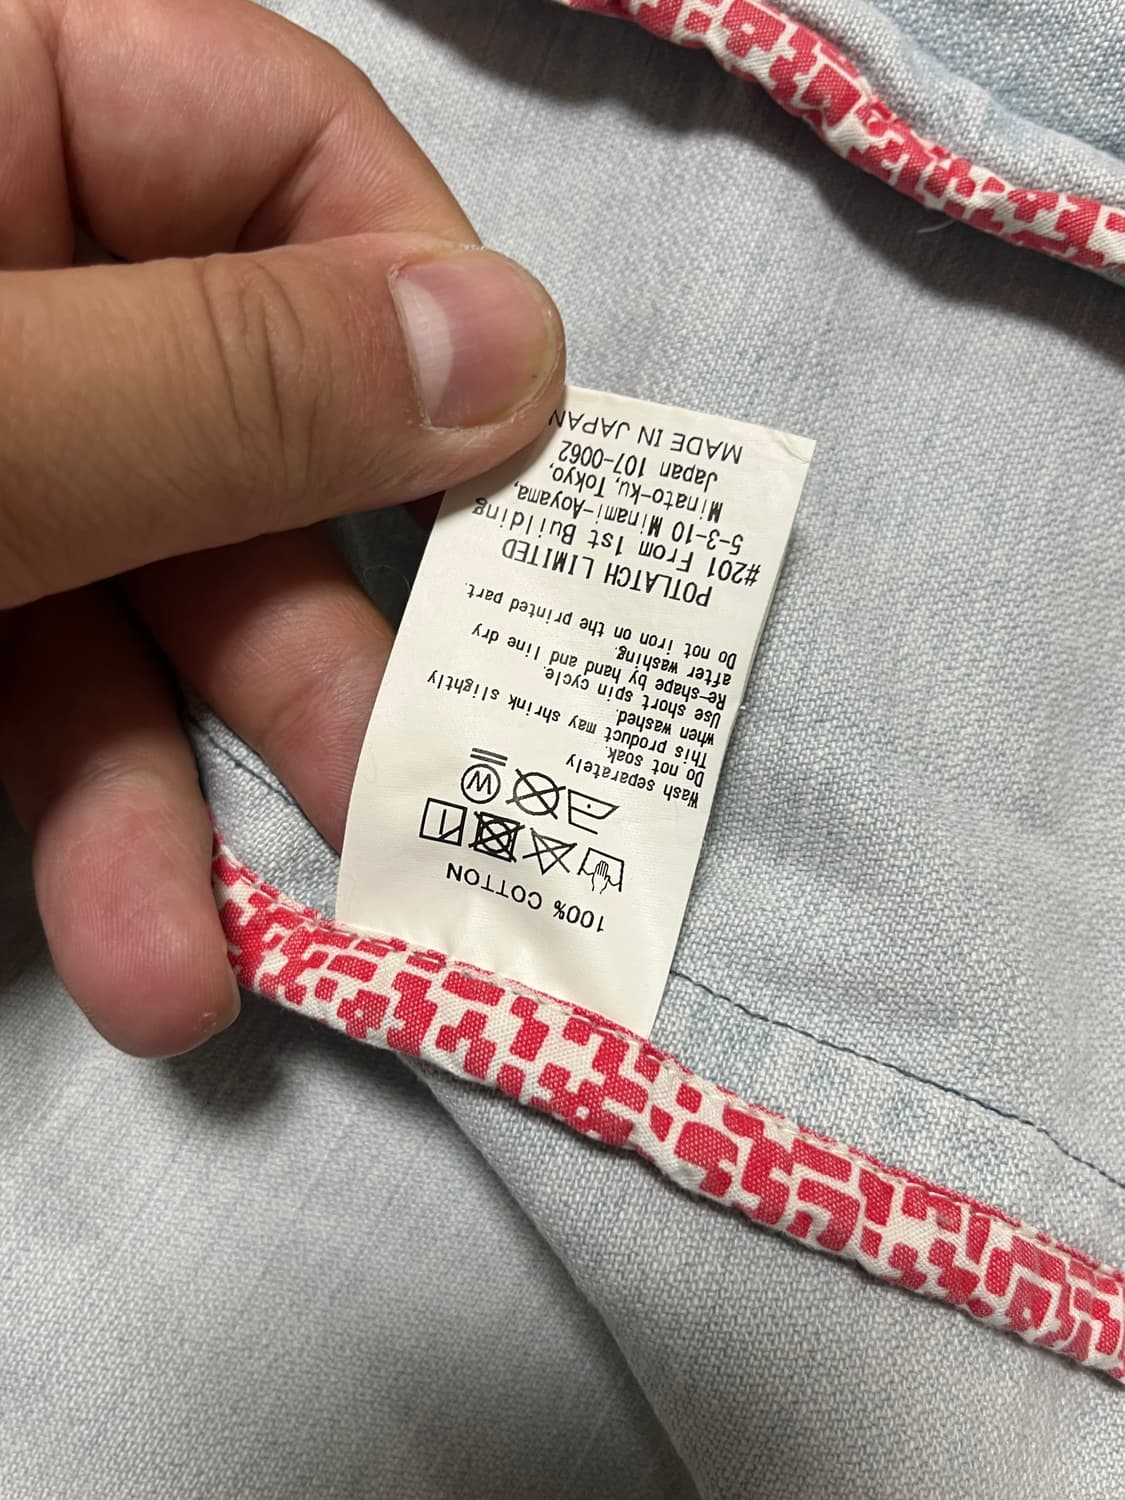 100% COTTON
W
Wash separately
Do not soak.
This product may shrink slightly
when washed.
Use short spin cycle.
Re-shape by hand and line dry
after washing.
Do not iron on the printed part.
POTLATCH LIMITED
#201 From 1st Building
5-3-10 Minami-Aoyama,
Minato-ku, Tokyo,
Japan 107-0062
MADE IN JAPAN